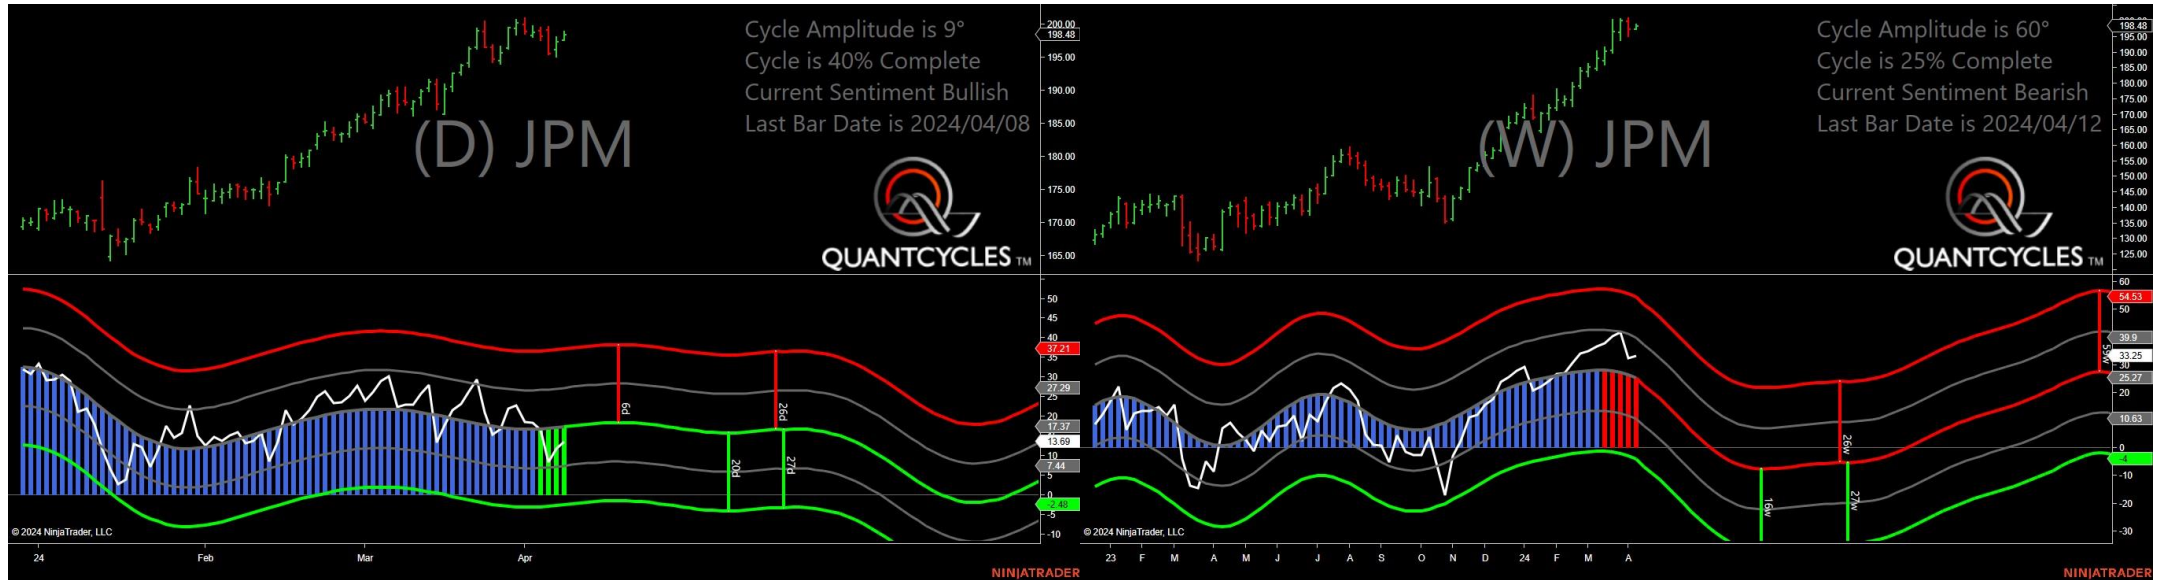 Cycle Amplitude is 9°
Cycle is 40% Complete
Current Sentiment Bullish
Last Bar Date is 2024/04/08
(D) JPM
QUANTCYCLES TM
200.00
198.48
195.00
190.00
185.00
180.00
175.00
170.00
165.00
50
45
40
37.21
35
30
27.29
25
20
17.37
13.69
10
7.44
0
-2.48
-5
-10
6d
26d
20d
27d
© 2024 NinjaTrader, LLC
24 Feb Mar Apr
NINJATRADER
Cycle Amplitude is 60°
Cycle is 25% Complete
Current Sentiment Bearish
Last Bar Date is 2024/04/12
(W) JPM
QUANTCYCLES TM
198.48
195.00
190.00
185.00
180.00
175.00
170.00
165.00
160.00
155.00
150.00
145.00
140.00
135.00
130.00
125.00
60
54.53
50
39.9
33.25
30
25.27
20
10.63
0
-4
-10
-20
-30
59w
26w
16w
27w
© 2024 NinjaTrader, LLC
23 F M A M J J A S O N D 24 F M A
NINJATRADER